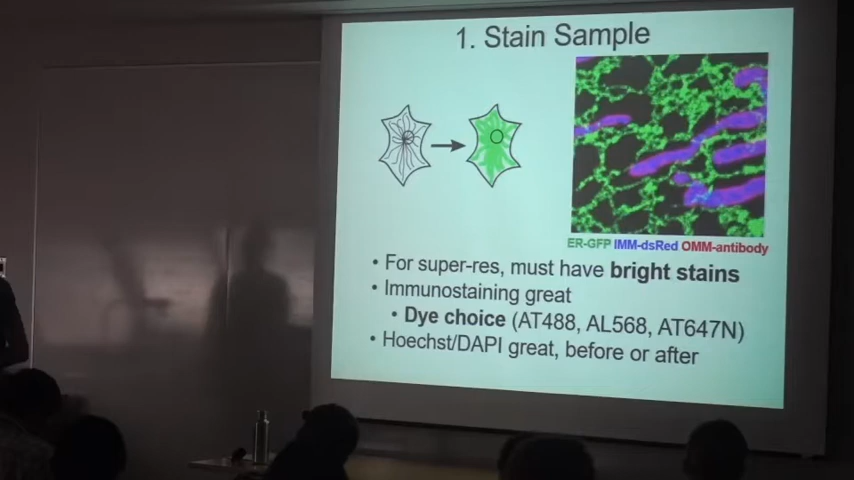 1. Stain Sample
ER-GFP IMM-dsRed OMM-antibody
• For super-res, must have bright stains
• Immunostaining great
• Dye choice (AT488, AL568, AT647N)
• Hoechst/DAPI great, before or after